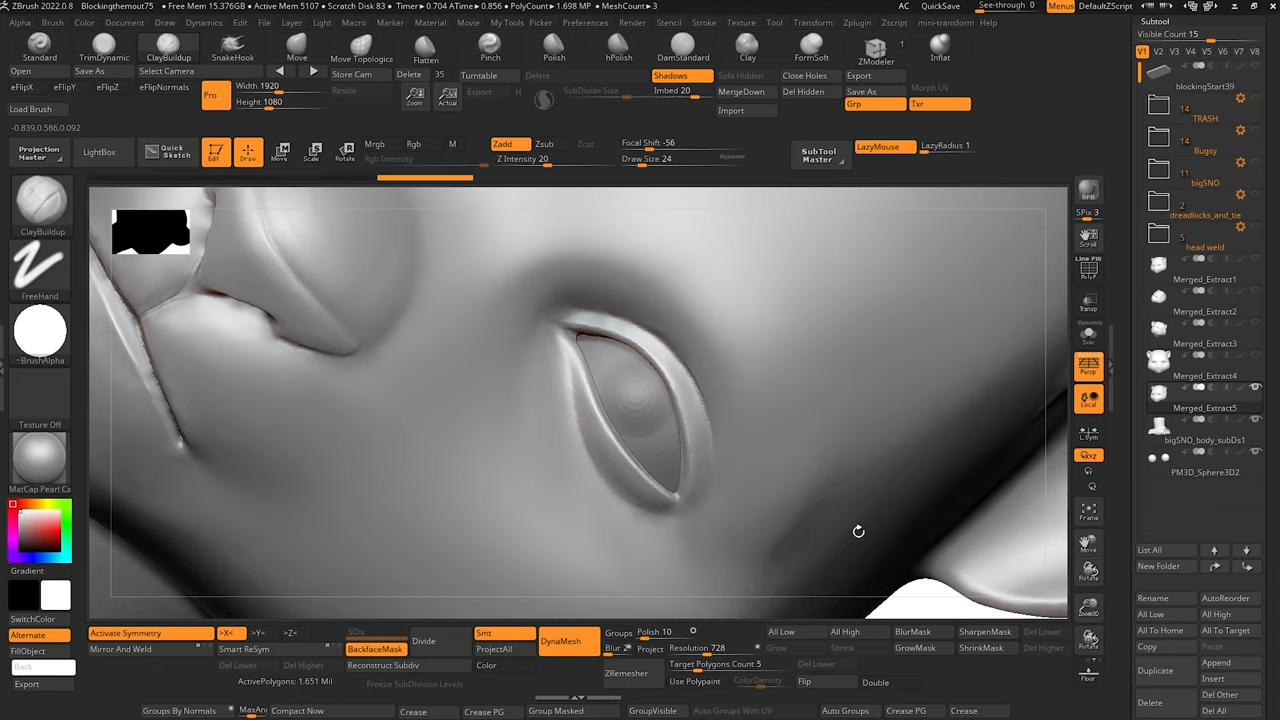 ZBrush 2022.0.8 Blockingthemout75 • Free Mem 15.376GB • Active Mem 5107 • Scratch Disk 83 • Timer▸0.704 ATime▸0.856 • PolyCount▸1.698 MP • MeshCount▸3 AC QuickSave See-through 0 Menus DefaultZScript
Alpha Brush Color Document Draw Dynamics Edit File Layer Light Macro Marker Material Movie My Tools Picker Preferences Render Stencil Stroke Texture Tool Transform Zplugin Zscript mini-transform Help
Standard TrimDynamic ClayBuildup SnakeHook Move Move Topologica Pinch Flatten Polish hPolish DamStandard Clay FormSoft ZModeler 1 Inflat
Open Save As Select Camera Store Cam Delete 35 Turntable Delete Shadows Split Hidden Close Holes Export Morph UV
eFlipX eFlipY eFlipZ eFlipNormals Pro Width 1920 Height 1080 Resize Zoom Actual Export H SubDivide Size Imbed 20 MergeDown Del Hidden Save As Grp Txr
Load Brush Import
-0.839,0.586,0.092
Projection Master LightBox Quick Sketch Edit Draw Move Scale Rotate Mrgb Rgb M Rgb Intensity Zadd Zsub Zcut Z Intensity 20 Focal Shift -56 Draw Size 24 Dynamic SubTool Master LazyMouse LazyRadius 1
ClayBuildup
FreeHand
~BrushAlpha
Texture Off
MatCap Pearl Ca
Gradient
SwitchColor
Alternate
FillObject
Back
Export
BPR
SPix 3
Scroll
Line Fill
PolyF
Transp
Dynamic
Solo
Persp
Local
L.Sym
XYZ
Frame
Move
Rotate
Zoom3D
Rotate
Floor
Subtool
Visible Count 15
V1 V2 V3 V4 V5 V6 V7 V8
blockingStart39
14
TRASH
14
Bugsy
11
bigSNO
2
dreadlocks_and_tie
5
head weld
Merged_Extract1
Merged_Extract2
Merged_Extract3
Merged_Extract4
Merged_Extract5
bigSNO_body_subDs1
PM3D_Sphere3D2
List All
New Folder
Rename AutoReorder
All Low All High
All To Home All To Target
Copy Paste
Duplicate Append
Insert
Delete Del Other
Del All
Activate Symmetry >X< >Y< >Z< SDiv Divide Smt DynaMesh Groups Polish 10 All Low All High BlurMask SharpenMask Del Lower
Mirror And Weld Smart ReSym BackfaceMask ProjectAll Blur 2 Project Resolution 728 Grow Shrink GrowMask ShrinkMask Del Higher
Del Lower Del Higher Reconstruct Subdiv Color ZRemesher Target Polygons Count 5 Del Lower
ActivePolygons: 1.651 Mil Freeze SubDivision Levels Use Polypaint ColorDensity Flip Double
Groups By Normals MaxAng Compact Now Crease Crease PG Group Masked GroupVisible Auto Groups With UV Auto Groups Crease PG Crease